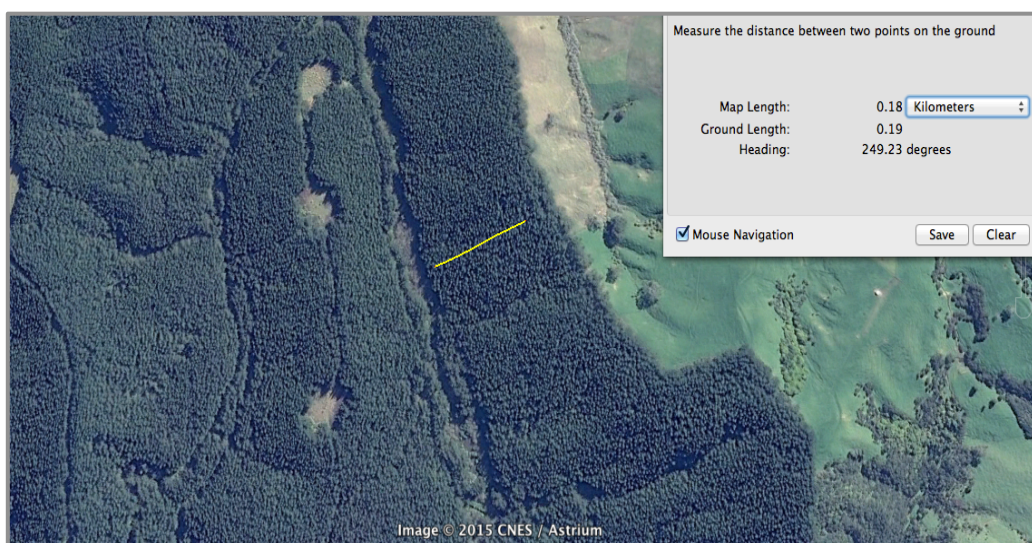 Measure the distance between two points on the ground
Map Length: 0.18 Kilometers
Ground Length: 0.19
Heading: 249.23 degrees
Mouse Navigation Save Clear
Image © 2015 CNES / Astrium